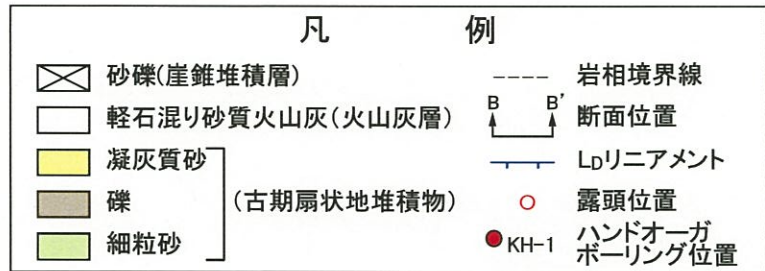 凡 例
砂礫(崖錐堆積層)
軽石混り砂質火山灰(火山灰層)
凝灰質砂
礫
細粒砂
(古期扇状地堆積物)
岩相境界線
B B' 断面位置
LDリニアメント
露頭位置
KH-1 ハンドオーガ
ボーリング位置